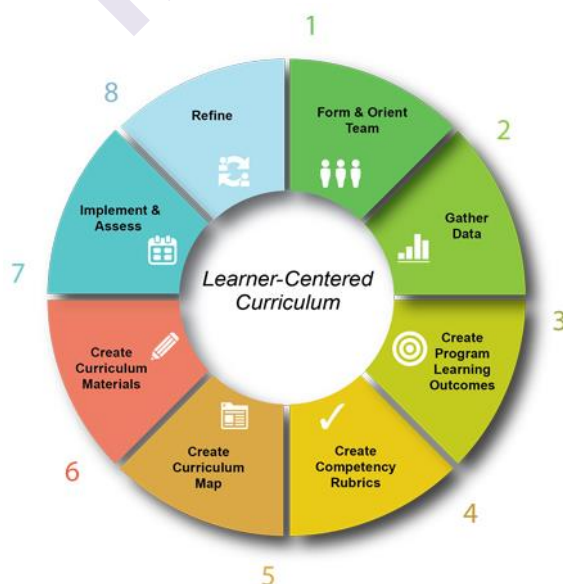 1
Form & Orient
Team
2
Gather
Data
3
Create
Program
Learning
Outcomes
4
Create
Competency
Rubrics
5
Create
Curriculum
Map
6
Create
Curriculum
Materials
7
Implement &
Assess
8
Refine
Learner-Centered
Curriculum